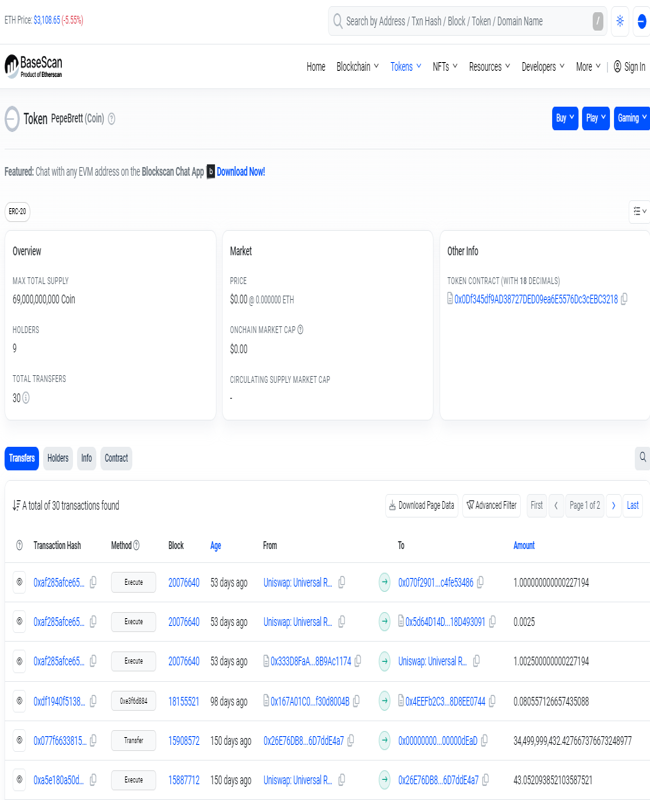 ETH Price: $3,108.65 (-5.55%)
Search by Address / Txn Hash / Block / Token / Domain Name
/
BaseScan
Product of Etherscan
Home Blockchain Tokens NFTs Resources Developers More | Sign In
Token PepeBrett (Coin)
Buy Play Gaming
Featured: Chat with any EVM address on the Blockscan Chat App b Download Now!
ERC-20
Overview
MAX TOTAL SUPPLY
69,000,000,000 Coin
HOLDERS
9
TOTAL TRANSFERS
30
Market
PRICE
$0.00 @ 0.000000 ETH
ONCHAIN MARKET CAP
$0.00
CIRCULATING SUPPLY MARKET CAP
-
Other Info
TOKEN CONTRACT (WITH 18 DECIMALS)
0x0Df345df9AD38727DED09ea6E5576Dc3cEBC3218
Transfers Holders Info Contract
A total of 30 transactions found
Download Page Data Advanced Filter First Page 1 of 2 Last
Transaction Hash Method Block Age From To Amount
0xaf285afce65... Execute 20076640 53 days ago Uniswap: Universal R... 0x070f2901...c4fe53486 1.000000000000227194
0xaf285afce65... Execute 20076640 53 days ago Uniswap: Universal R... 0x5d64D14D...18D493091 0.0025
0xaf285afce65... Execute 20076640 53 days ago 0x333D8FaA...8B9Ac1174 Uniswap: Universal R... 1.002500000000227194
0xdf1940f5138... 0xe3f6d884 18155521 98 days ago 0x167A01C0...f30d8004B 0x4EEFb2C3...8D8EE0744 0.080557126657435088
0x077f6633815... Transfer 15908572 150 days ago 0x26E76DB8...6D7ddE4a7 0x00000000...00000dEaD 34,499,999,432.427667376673248977
0xa5e180a50d... Execute 15887712 150 days ago Uniswap: Universal R... 0x26E76DB8...6D7ddE4a7 43.052093852103587521